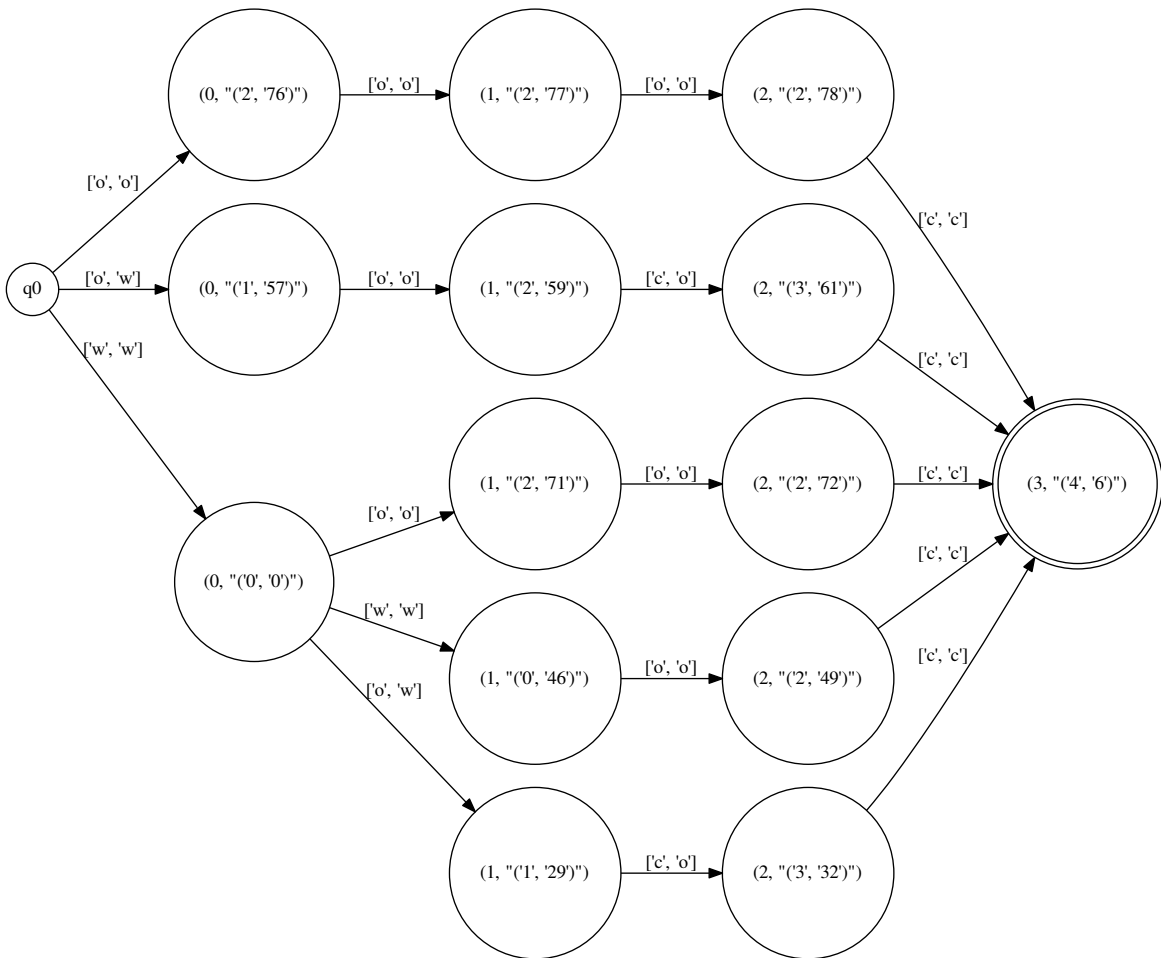 (0, "('2', '76')")
['o', 'o']
(1, "('2', '77')")
['o', 'o']
(2, "('2', '78')")
['o', 'o']
['c', 'c']
q0
['o', 'w']
(0, "('1', '57')")
['o', 'o']
(1, "('2', '59')")
['c', 'o']
(2, "('3', '61')")
['w', 'w']
['c', 'c']
(1, "('2', '71')")
['o', 'o']
(2, "('2', '72')")
['c', 'c']
(3, "('4', '6')")
['o', 'o']
(0, "('0', '0')")
['w', 'w']
['c', 'c']
(1, "('0', '46')")
['o', 'o']
(2, "('2', '49')")
['o', 'w']
['c', 'c']
(1, "('1', '29')")
['c', 'o']
(2, "('3', '32')")